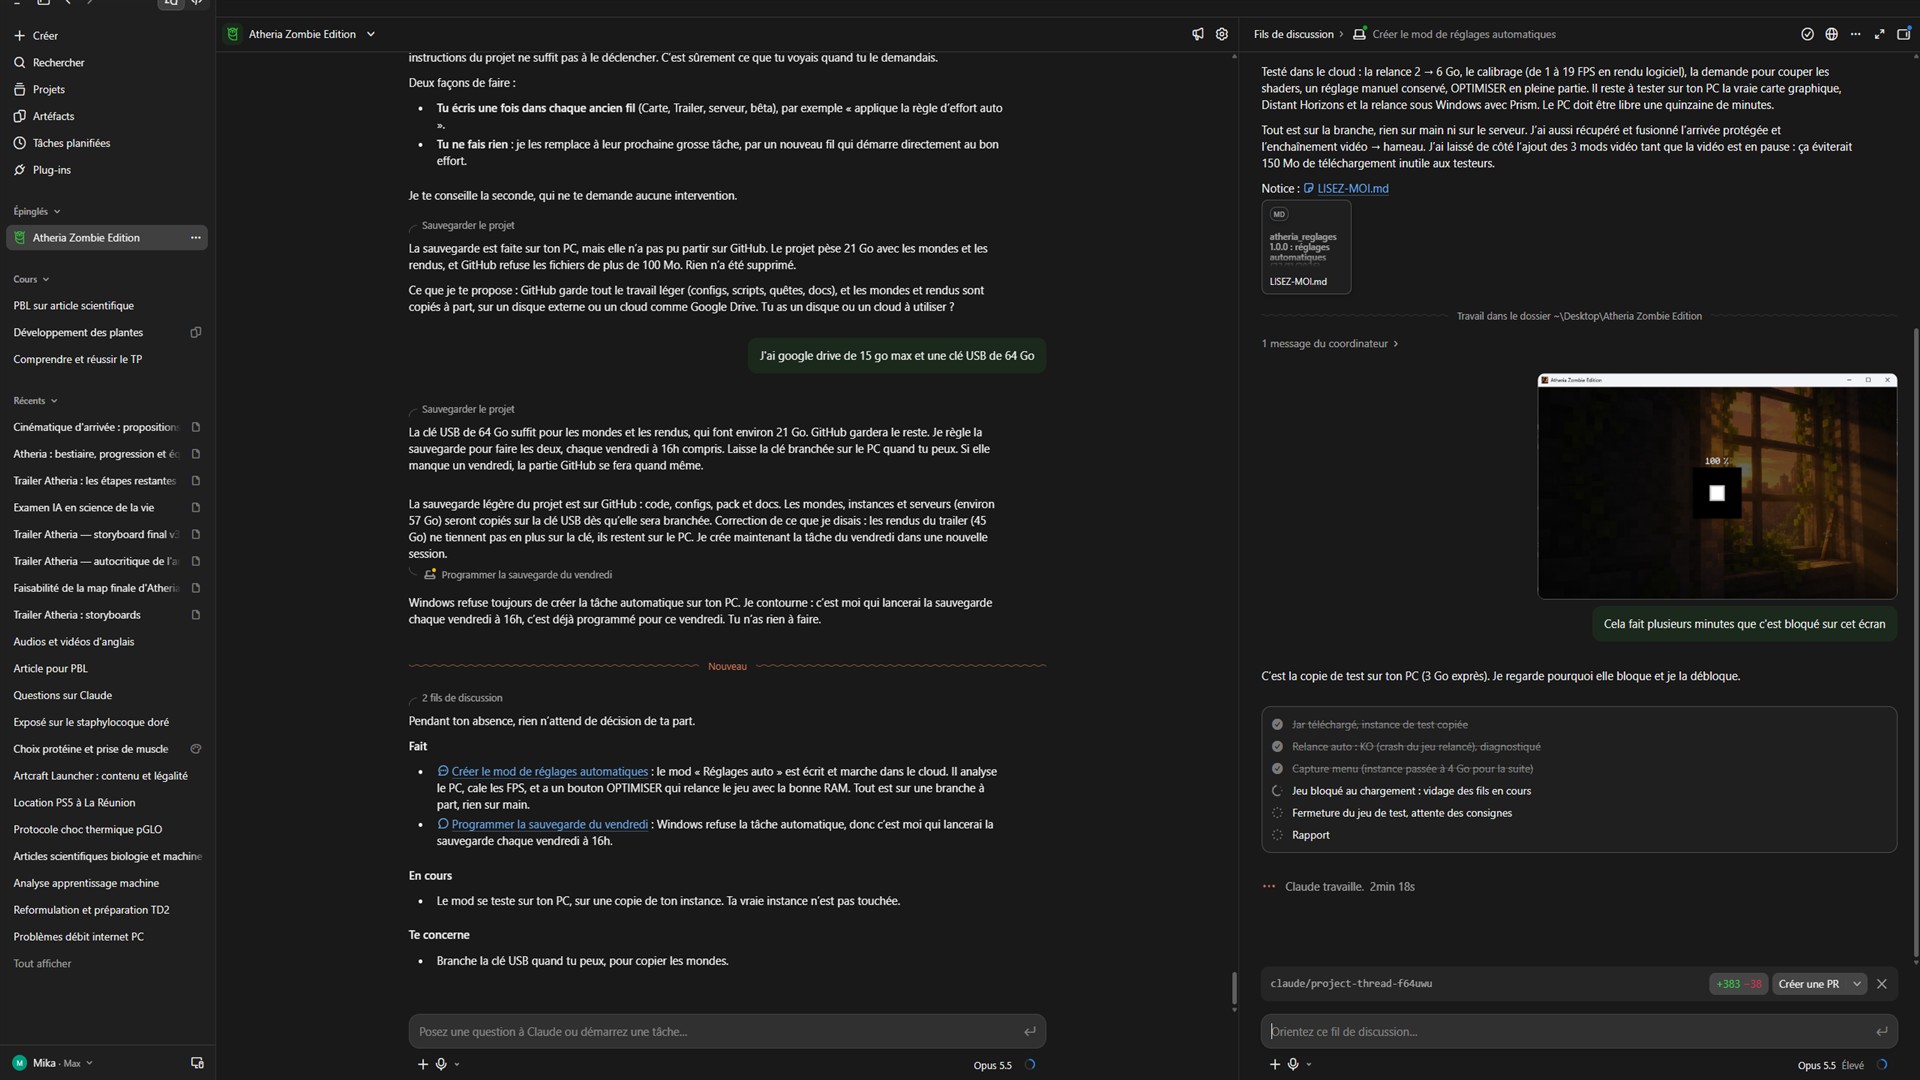 Créer
Rechercher
Projets
Artéfacts
Tâches planifiées
Plug-ins
Épinglés
Atheria Zombie Edition
Cours
PBL sur article scientifique
Développement des plantes
Comprendre et réussir le TP
Récents
Cinématique d'arrivée : proposition
Atheria : bestiaire, progression et éq
Trailer Atheria : les étapes restantes
Examen IA en science de la vie
Trailer Atheria — storyboard final v3
Trailer Atheria — autocritique de l'a
Faisabilité de la map finale d'Atheria
Trailer Atheria : storyboards
Audios et vidéos d'anglais
Article pour PBL
Questions sur Claude
Exposé sur le staphylocoque doré
Choix protéine et prise de muscle
Artcraft Launcher : contenu et légalité
Location PS5 à La Réunion
Protocole choc thermique pGLO
Articles scientifiques biologie et machine
Analyse apprentissage machine
Reformulation et préparation TD2
Problèmes débit internet PC
Tout afficher
M Mika - Max
Atheria Zombie Edition
instructions du projet ne suffit pas à le déclencher. C'est sûrement ce que tu voyais quand tu le demandais.
Deux façons de faire :
• Tu écris une fois dans chaque ancien fil (Carte, Trailer, serveur, bêta), par exemple « applique la règle d'effort auto
».
• Tu ne fais rien : je les remplace à leur prochaine grosse tâche, par un nouveau fil qui démarre directement au bon
effort.
Je te conseille la seconde, qui ne te demande aucune intervention.
Sauvegarder le projet
La sauvegarde est faite sur ton PC, mais elle n'a pas pu partir sur GitHub. Le projet pèse 21 Go avec les mondes et les
rendus, et GitHub refuse les fichiers de plus de 100 Mo. Rien n'a été supprimé.
Ce que je te propose : GitHub garde tout le travail léger (configs, scripts, quêtes, docs), et les mondes et rendus sont
copiés à part, sur un disque externe ou un cloud comme Google Drive. Tu as un disque ou un cloud à utiliser ?
J'ai google drive de 15 go max et une clé USB de 64 Go
Sauvegarder le projet
La clé USB de 64 Go suffit pour les mondes et les rendus, qui font environ 21 Go. GitHub gardera le reste. Je règle la
sauvegarde pour faire les deux, chaque vendredi à 16h compris. Laisse la clé branchée sur le PC quand tu peux. Si elle
manque un vendredi, la partie GitHub se fera quand même.
La sauvegarde légère du projet est sur GitHub : code, configs, pack et docs. Les mondes, instances et serveurs (environ
57 Go) seront copiés sur la clé USB dès qu'elle sera branchée. Correction de ce que je disais : les rendus du trailer (45
Go) ne tiennent pas en plus sur la clé, ils restent sur le PC. Je crée maintenant la tâche du vendredi dans une nouvelle
session.
Programmer la sauvegarde du vendredi
Windows refuse toujours de créer la tâche automatique sur ton PC. Je contourne : c'est moi qui lancerai la sauvegarde
chaque vendredi à 16h, c'est déjà programmé pour ce vendredi. Tu n'as rien à faire.
Nouveau
2 fils de discussion
Pendant ton absence, rien n'attend de décision de ta part.
Fait
• Créer le mod de réglages automatiques : le mod « Réglages auto » est écrit et marche dans le cloud. Il analyse
le PC, cale les FPS, et a un bouton OPTIMISER qui relance le jeu avec la bonne RAM. Tout est sur une branche à
part, rien sur main.
• Programmer la sauvegarde du vendredi : Windows refuse la tâche automatique, donc c'est moi qui lancerai la
sauvegarde chaque vendredi à 16h.
En cours
• Le mod se teste sur ton PC, sur une copie de ton instance. Ta vraie instance n'est pas touchée.
Te concerne
• Branche la clé USB quand tu peux, pour copier les mondes.
Posez une question à Claude ou démarrez une tâche...
Opus 5.5
Fils de discussion › Créer le mod de réglages automatiques
Testé dans le cloud : la relance 2 → 6 Go, le calibrage (de 1 à 19 FPS en rendu logiciel), la demande pour couper les
shaders, un réglage manuel conservé, OPTIMISER en pleine partie. Il reste à tester sur ton PC la vraie carte graphique,
Distant Horizons et la relance sous Windows avec Prism. Le PC doit être libre une quinzaine de minutes.
Tout est sur la branche, rien sur main ni sur le serveur. J'ai aussi récupéré et fusionné l'arrivée protégée et
l'enchaînement vidéo → hameau. J'ai laissé de côté l'ajout des 3 mods vidéo tant que la vidéo est en pause : ça éviterait
150 Mo de téléchargement inutile aux testeurs.
Notice : LISEZ-MOI.md
MD
atheria_reglages
1.0.0 : réglages
automatiques
LISEZ-MOI.md
Travail dans le dossier ~\Desktop\Atheria Zombie Edition
1 message du coordinateur ›
Atheria Zombie Edition
100 %
Cela fait plusieurs minutes que c'est bloqué sur cet écran
C'est la copie de test sur ton PC (3 Go exprès). Je regarde pourquoi elle bloque et je la débloque.
Jar téléchargé, instance de test copiée
Relance auto : KO (crash du jeu relancé), diagnostiqué
Capture menu (instance passée à 4 Go pour la suite)
Jeu bloqué au chargement : vidage des fils en cours
Fermeture du jeu de test, attente des consignes
Rapport
Claude travaille. 2min 18s
claude/project-thread-f64uwu
+383 -38
Créer une PR
Orientez ce fil de discussion...
Opus 5.5 Élevé